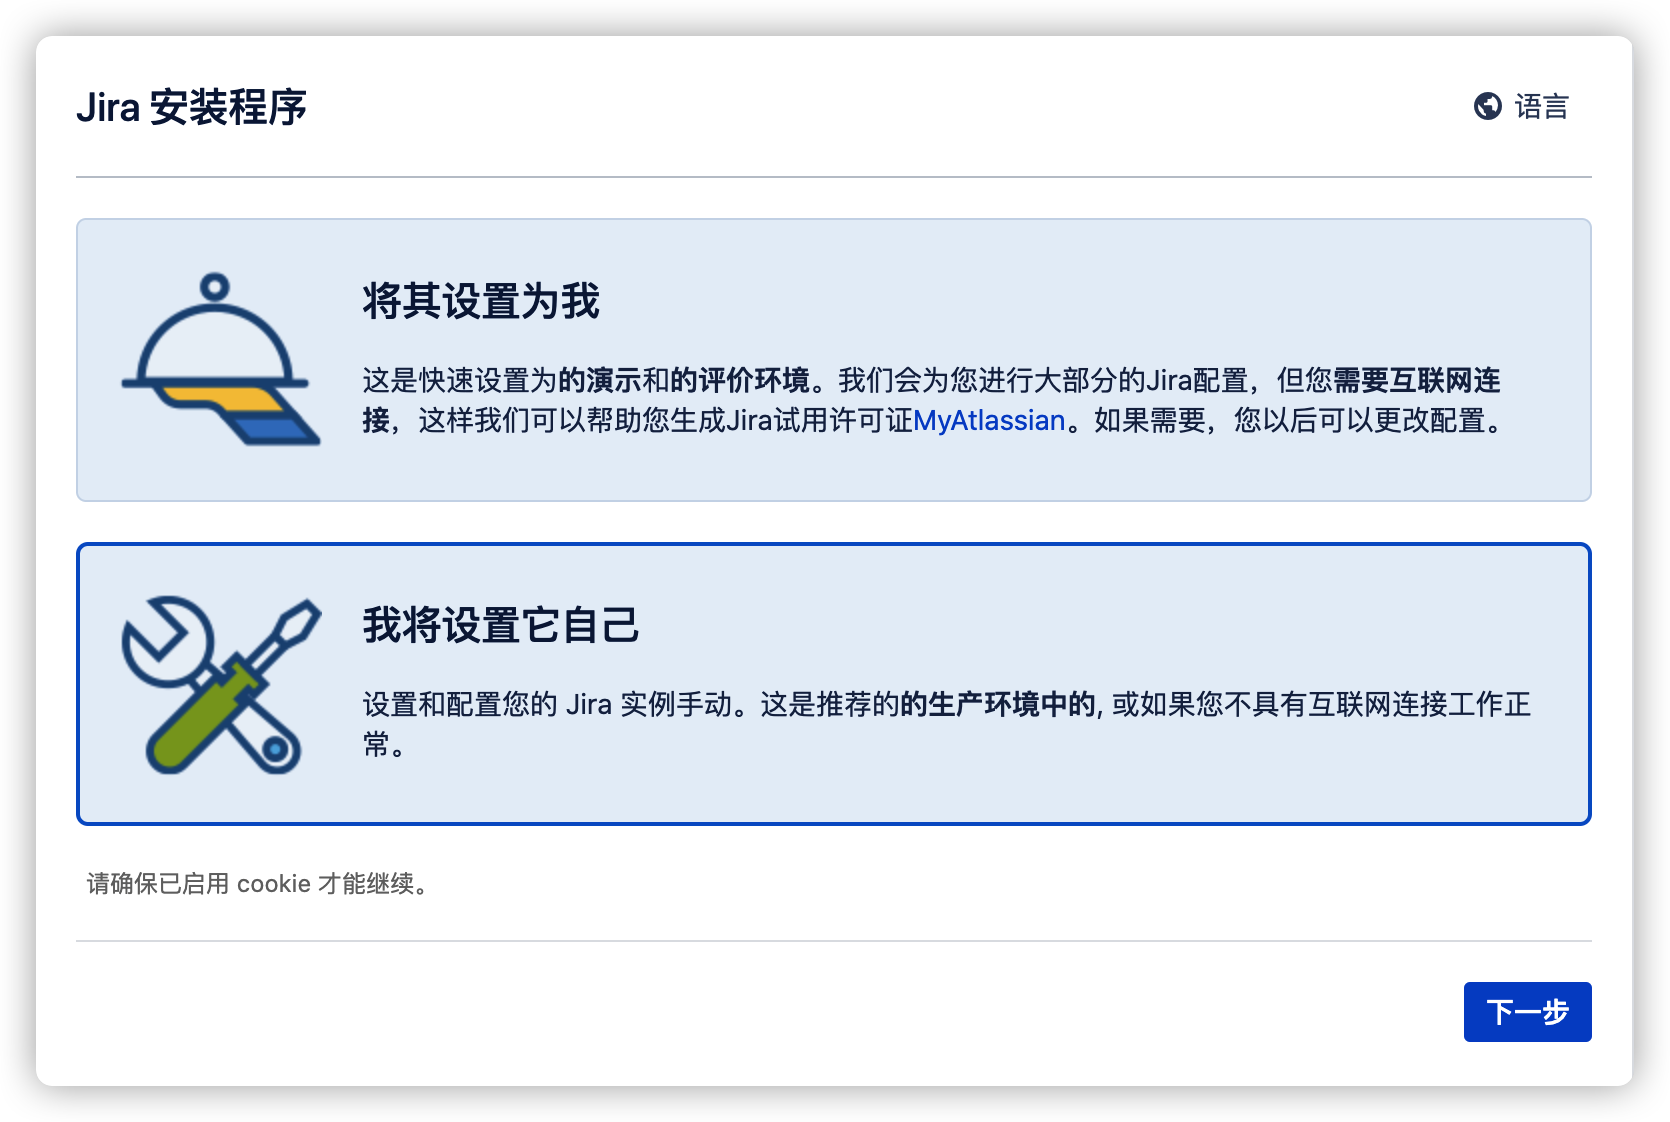 Jira 安装程序
语言
将其设置为我
这是快速设置为的演示和的评价环境。我们会为您进行大部分的Jira配置，但您需要互联网连
接，这样我们可以帮助您生成Jira试用许可证MyAtlassian。如果需要，您以后可以更改配置。
我将设置它自己
设置和配置您的 Jira 实例手动。这是推荐的的生产环境中的, 或如果您不具有互联网连接工作正
常。
请确保已启用 cookie 才能继续。
下一步